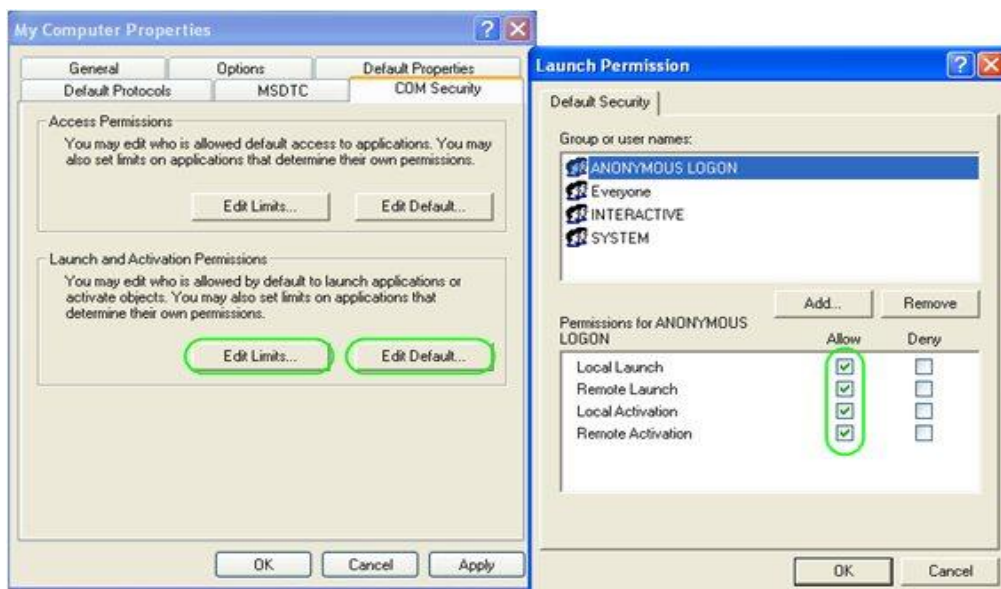 My Computer Properties
General
Options
Default Properties
Default Protocols
MSDTC
COM Security
Access Permissions
You may edit who is allowed default access to applications. You may
also set limits on applications that determine their own permissions.
Edit Limits...
Edit Default...
Launch and Activation Permissions
You may edit who is allowed by default to launch applications or
activate objects. You may also set limits on applications that
determine their own permissions.
Edit Limits...
Edit Default...
OK
Cancel
Apply
Launch Permission
Default Security
Group or user names:
ANONYMOUS LOGON
Everyone
INTERACTIVE
SYSTEM
Add...
Remove
Permissions for ANONYMOUS
LOGON
Allow
Deny
Local Launch
Remote Launch
Local Activation
Remote Activation
OK
Cancel